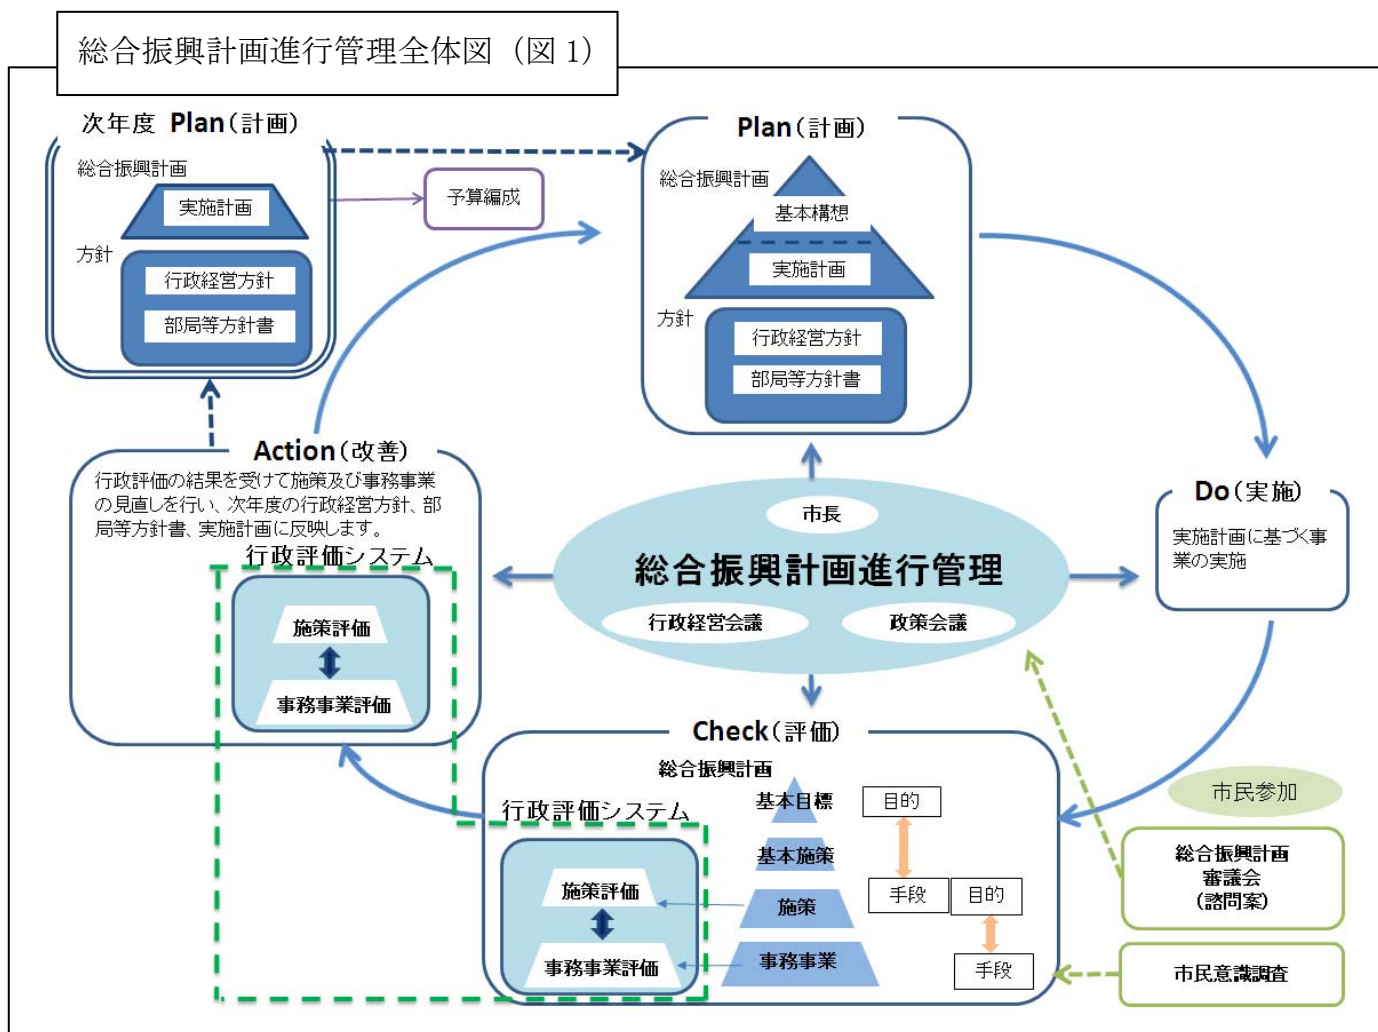 総合振興計画進行管理全体図（図1）
次年度 Plan(計画)
総合振興計画
実施計画
方針
行政経営方針
部局等方針書
予算編成
Plan(計画)
総合振興計画
基本構想
実施計画
方針
行政経営方針
部局等方針書
Action(改善)
行政評価の結果を受けて施策及び事務事業
の見直しを行い、次年度の行政経営方針、部
局等方針書、実施計画に反映します。
行政評価システム
施策評価
事務事業評価
市長
総合振興計画進行管理
行政経営会議
政策会議
Do(実施)
実施計画に基づく事
業の実施
Check(評価)
総合振興計画
基本目標
基本施策
施策
事務事業
行政評価システム
施策評価
事務事業評価
目的
手段
目的
手段
市民参加
総合振興計画
審議会
(諮問案)
市民意識調査